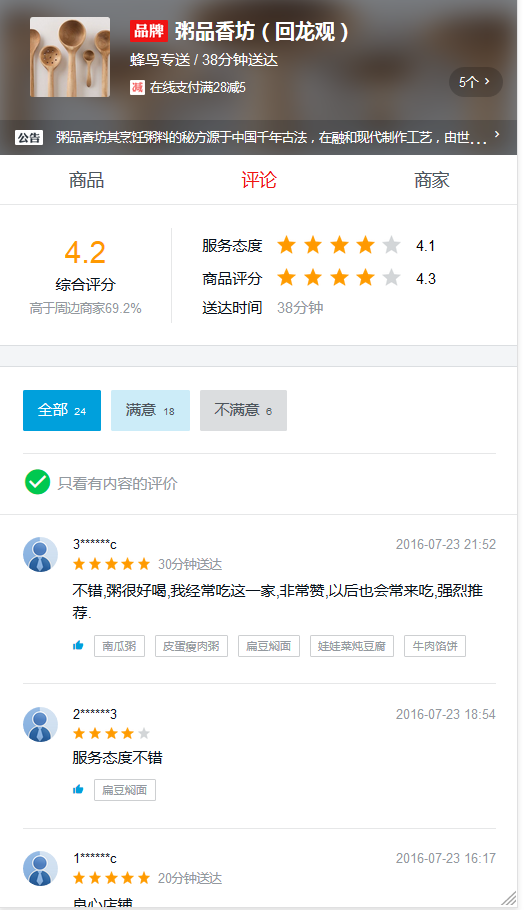 品牌 粥品香坊（回龙观）
蜂鸟专送 / 38分钟送达
减 在线支付满28减5
5个 >
公告 粥品香坊其烹饪粥料的秘方源于中国千年古法，在融和现代制作工艺，由世... >
商品 评论 商家
4.2
综合评分
高于周边商家69.2%
服务态度 4.1
商品评分 4.3
送达时间 38分钟
全部 24 满意 18 不满意 6
只看有内容的评价
3******c 2016-07-23 21:52
30分钟送达
不错,粥很好喝,我经常吃这一家,非常赞,以后也会常来吃,强烈推
荐.
南瓜粥 皮蛋瘦肉粥 扁豆焖面 娃娃菜炖豆腐 牛肉馅饼
2******3 2016-07-23 18:54
服务态度不错
扁豆焖面
1******c 2016-07-23 16:17
20分钟送达
良心店铺